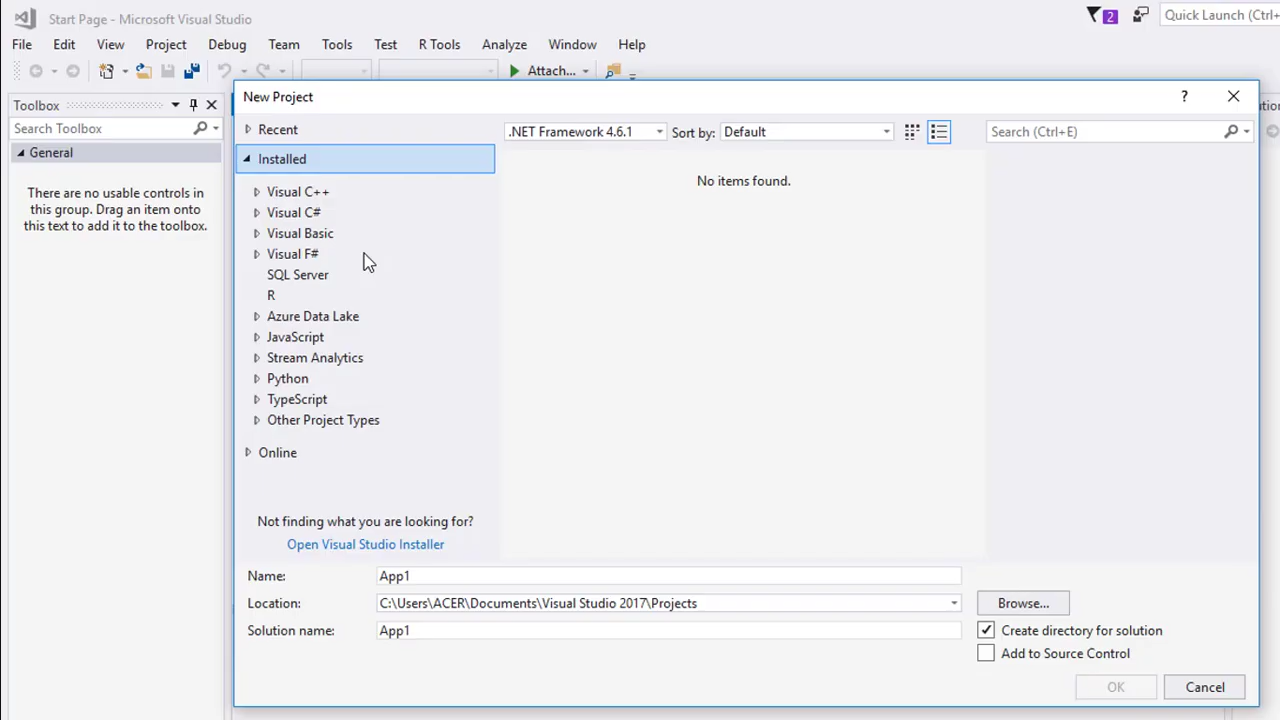 Start Page - Microsoft Visual Studio
2
Quick Launch (Ctrl+
File Edit View Project Debug Team Tools Test R Tools Analyze Window Help
Attach...
Toolbox
Search Toolbox
General
There are no usable controls in
this group. Drag an item onto
this text to add it to the toolbox.
New Project
?
Recent
.NET Framework 4.6.1
Sort by: Default
Search (Ctrl+E)
Installed
No items found.
Visual C++
Visual C#
Visual Basic
Visual F#
SQL Server
R
Azure Data Lake
JavaScript
Stream Analytics
Python
TypeScript
Other Project Types
Online
Not finding what you are looking for?
Open Visual Studio Installer
Name: App1
Location: C:\Users\ACER\Documents\Visual Studio 2017\Projects
Browse...
Solution name: App1
Create directory for solution
Add to Source Control
OK Cancel